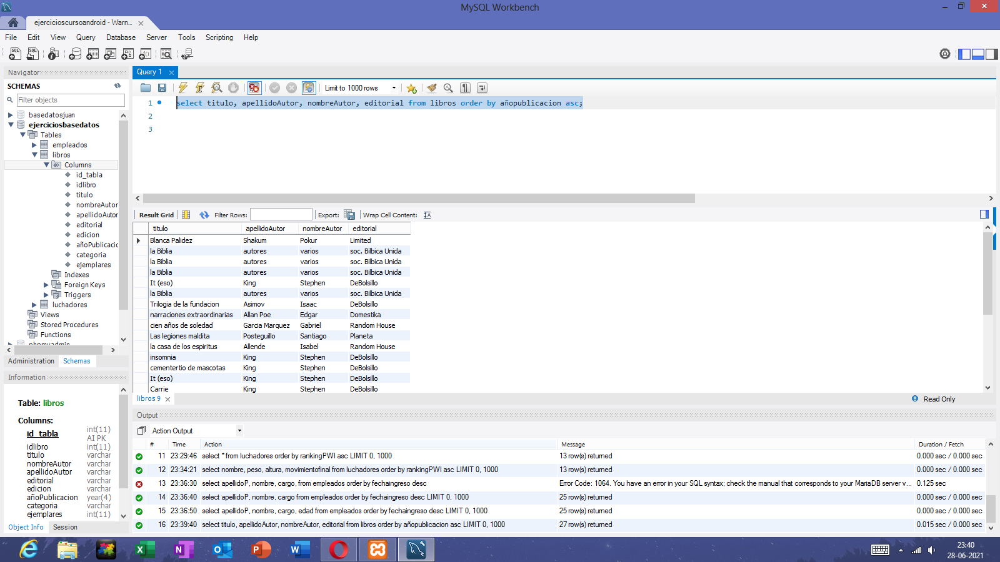 MySQL Workbench
ejercicioscursoandroid - Warn...
File Edit View Query Database Server Tools Scripting Help
Navigator
SCHEMAS
Filter objects
basedatosjuan
ejerciciosbasedatos
Tables
empleados
libros
Columns
id_tabla
idlibro
titulo
nombreAutor
apellidoAutor
editorial
edicion
añoPublicacio
categoria
ejemplares
Indexes
Foreign Keys
Triggers
luchadores
Views
Stored Procedures
Functions
phpmyadmin
Administration Schemas
Information
Table: libros
Columns:
id_tabla int(11) AI PK
idlibro int(11)
titulo varchar
nombreAutor varchar
apellidoAutor varchar
editorial varchar
edicion varchar
añoPublicacion year(4)
categoria varchar
ejemplares int(11)
Object Info Session
Query 1
Limit to 1000 rows
1 select titulo, apellidoAutor, nombreAutor, editorial from libros order by añopublicacion asc;
2
3
Result Grid Filter Rows: Export: Wrap Cell Content:
titulo apellidoAutor nombreAutor editorial
Blanca Palidez Shakum Pokur Limited
la Biblia autores varios soc. Bilbica Unida
la Biblia autores varios soc. Bilbica Unida
la Biblia autores varios soc. Bilbica Unida
It (eso) King Stephen DeBolsillo
la Biblia autores varios soc. Bilbica Unida
Trilogia de la fundacion Asimov Isaac DeBolsillo
narraciones extraordinarias Allan Poe Edgar Domestika
cien años de soledad Garcia Marquez Gabriel Random House
Las legiones maldita Posteguillo Santiago Planeta
la casa de los espiritus Allende Isabel Random House
insomnia King Stephen DeBolsillo
cementertio de mascotas King Stephen DeBolsillo
It (eso) King Stephen DeBolsillo
Carrie King Stephen DeBolsillo
libros 9 Read Only
Output
Action Output
# Time Action Message Duration / Fetch
11 23:29:46 select * from luchadores order by rankingPWI asc LIMIT 0, 1000 13 row(s) returned 0.000 sec / 0.000 sec
12 23:34:21 select nombre, peso, altura, movimientofinal from luchadores order by rankingPWI asc LIMIT 0, 1000 13 row(s) returned 0.000 sec / 0.000 sec
13 23:36:30 select apellidoP, nombre, cargo, from empleados order by fechaingreso desc Error Code: 1064. You have an error in your SQL syntax; check the manual that corresponds to your MariaDB server v... 0.125 sec
14 23:36:40 select apellidoP, nombre, cargo from empleados order by fechaingreso desc LIMIT 0, 1000 25 row(s) returned 0.000 sec / 0.000 sec
15 23:36:50 select apellidoP, nombre, cargo, edad from empleados order by fechaingreso desc LIMIT 0, 1000 25 row(s) returned 0.000 sec / 0.000 sec
16 23:39:40 select titulo, apellidoAutor, nombreAutor, editorial from libros order by añopublicacion asc LIMIT 0, 1000 27 row(s) returned 0.015 sec / 0.000 sec
23:40
28-06-2021